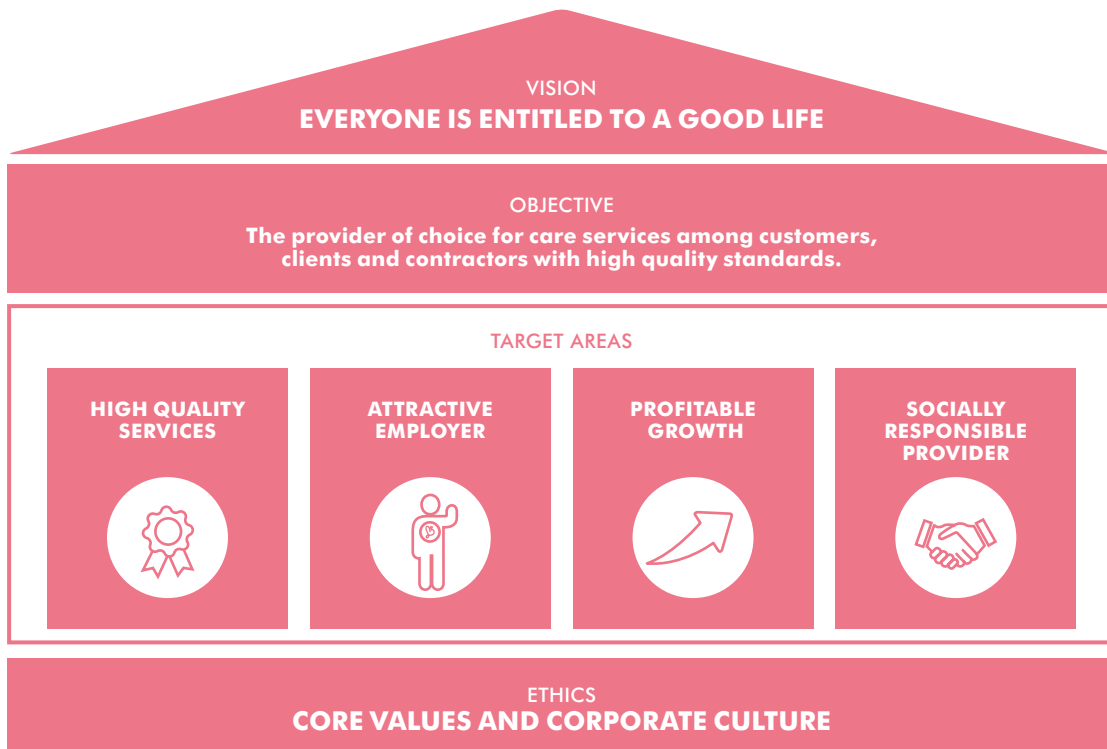 VISION
EVERYONE IS ENTITLED TO A GOOD LIFE
OBJECTIVE
The provider of choice for care services among customers,
clients and contractors with high quality standards.
TARGET AREAS
HIGH QUALITY
SERVICES
ATTRACTIVE
EMPLOYER
PROFITABLE
GROWTH
SOCIALLY
RESPONSIBLE
PROVIDER
ETHICS
CORE VALUES AND CORPORATE CULTURE